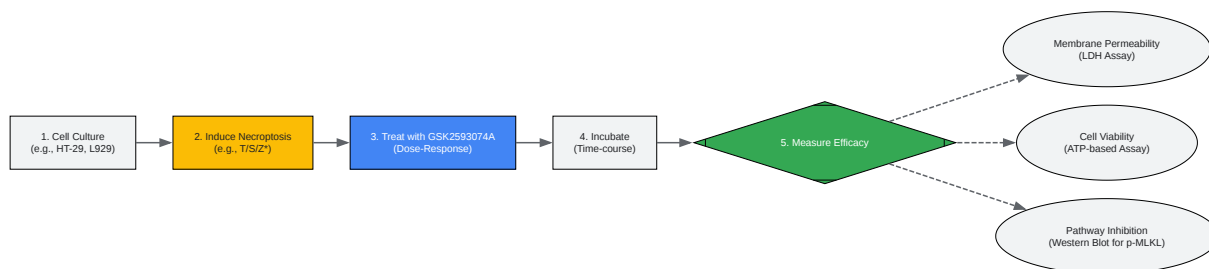 1. Cell Culture
(e.g., HT-29, L929)
2. Induce Necroptosis
(e.g., T/S/Z*)
3. Treat with GSK2593074A
(Dose-Response)
4. Incubate
(Time-course)
5. Measure Efficacy
Membrane Permeability
(LDH Assay)
Cell Viability
(ATP-based Assay)
Pathway Inhibition
(Western Blot for p-MLKL)